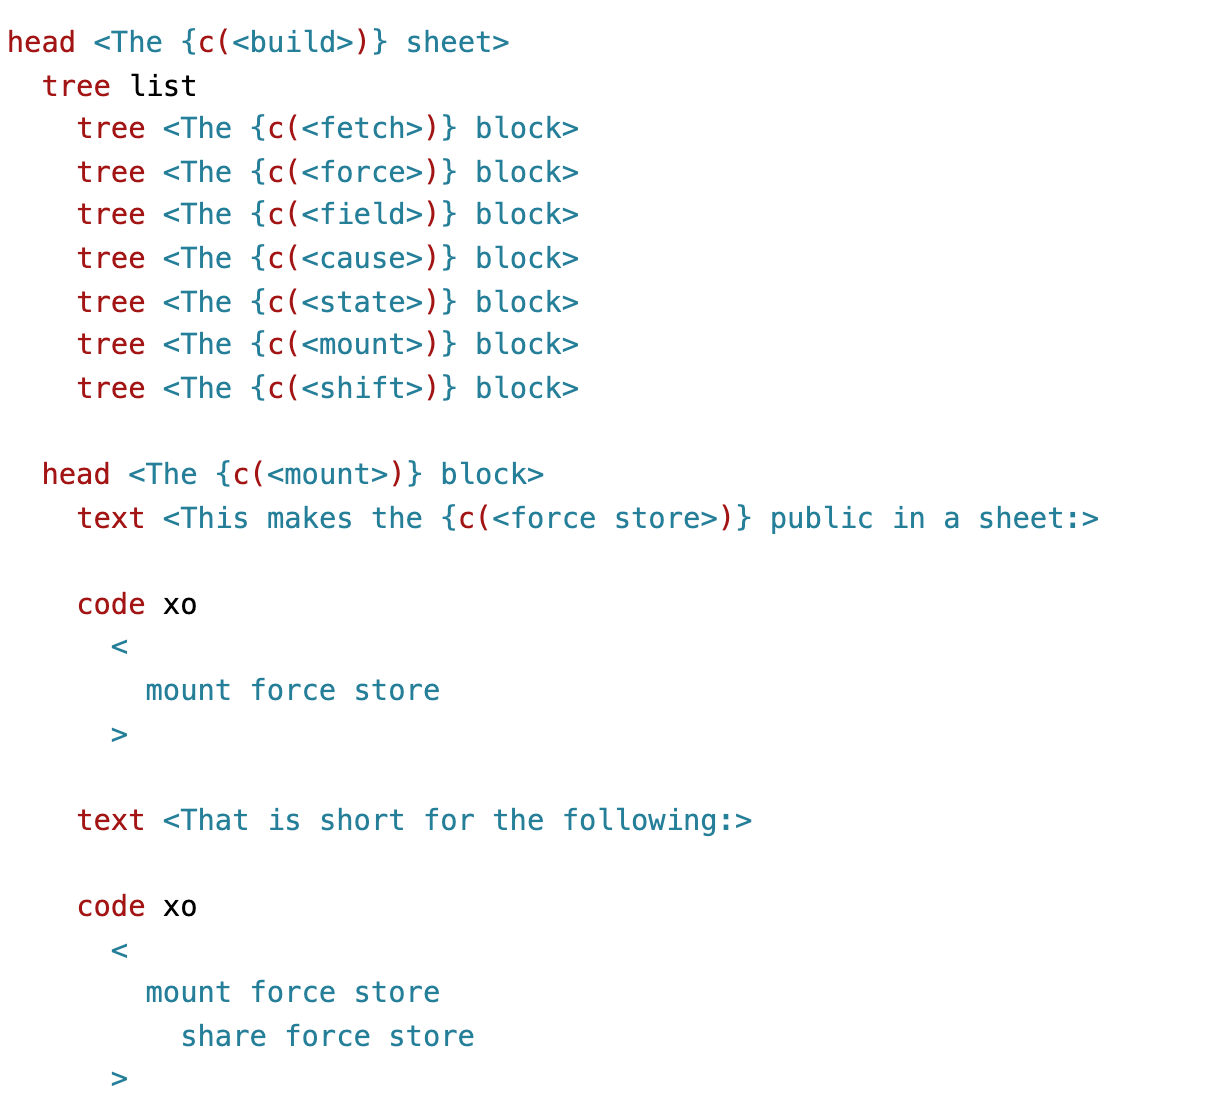 head <The {c(<build>)} sheet>
  tree list
    tree <The {c(<fetch>)} block>
    tree <The {c(<force>)} block>
    tree <The {c(<field>)} block>
    tree <The {c(<cause>)} block>
    tree <The {c(<state>)} block>
    tree <The {c(<mount>)} block>
    tree <The {c(<shift>)} block>

  head <The {c(<mount>)} block>
    text <This makes the {c(<force store>)} public in a sheet:>

    code xo
      <
        mount force store
      >

    text <That is short for the following:>

    code xo
      <
        mount force store
          share force store
      >